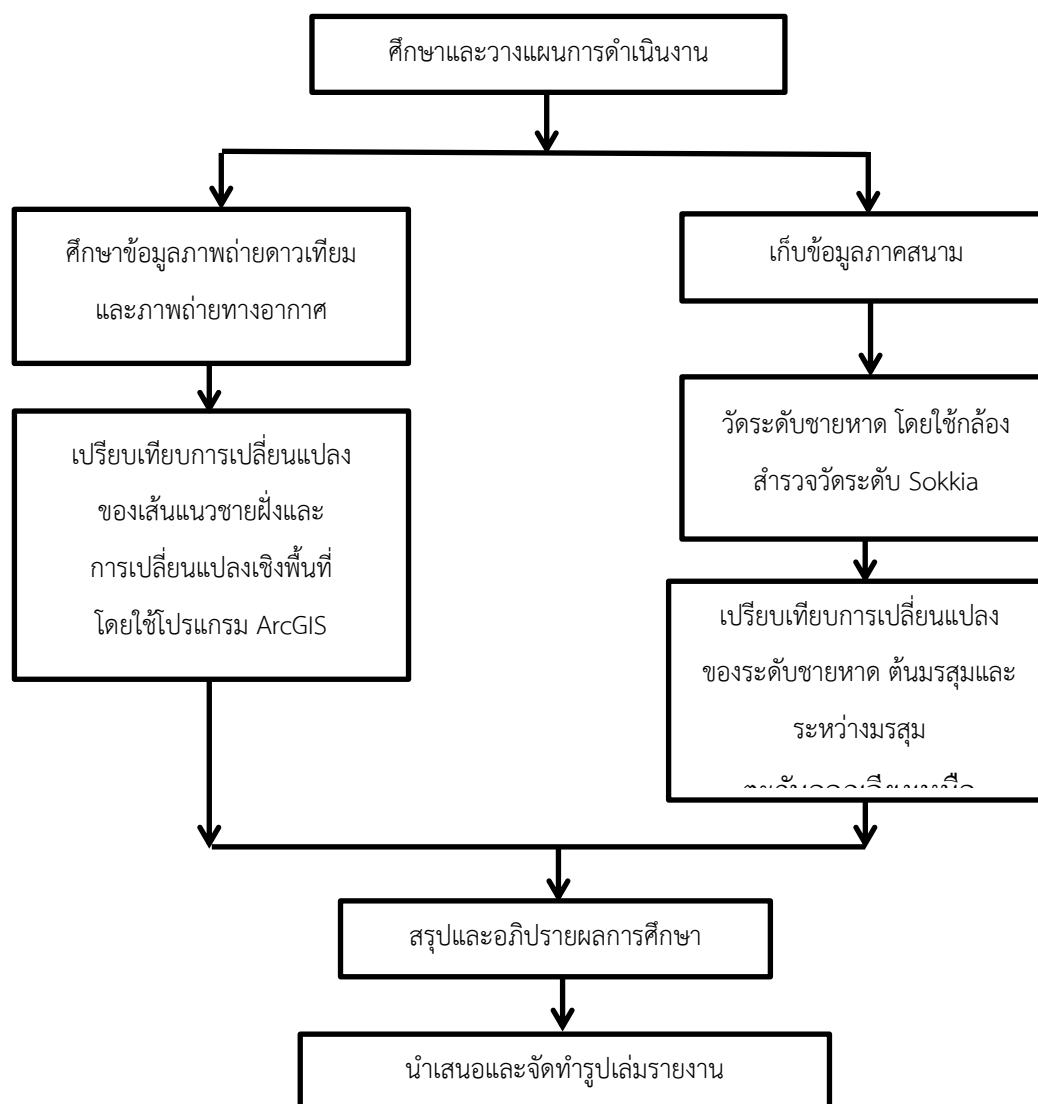 ศึกษาและวางแผนการดำเนินงาน
ศึกษาข้อมูลภาพถ่ายดาวเทียม
และภาพถ่ายทางอากาศ
เปรียบเทียบการเปลี่ยนแปลง
ของเส้นแนวชายฝั่งและ
การเปลี่ยนแปลงเชิงพื้นที่
โดยใช้โปรแกรม ArcGIS
เก็บข้อมูลภาคสนาม
วัดระดับชายหาด โดยใช้กล้อง
สำรวจวัดระดับ Sokkia
เปรียบเทียบการเปลี่ยนแปลง
ของระดับชายหาด ต้นมรสุมและ
ระหว่างมรสุม
สรุปและอภิปรายผลการศึกษา
นำเสนอและจัดทำรูปเล่มรายงาน